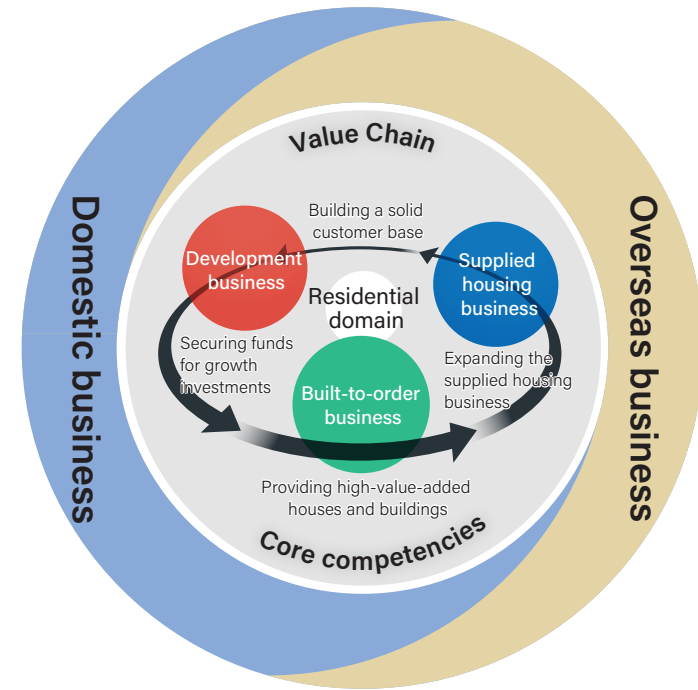 Value Chain
Domestic business
Overseas business
Building a solid
customer base
Development
business
Supplied
housing
business
Residential
domain
Securing funds
for growth
investments
Expanding the
supplied housing
business
Built-to-order
business
Providing high-value-added
houses and buildings
Core competencies